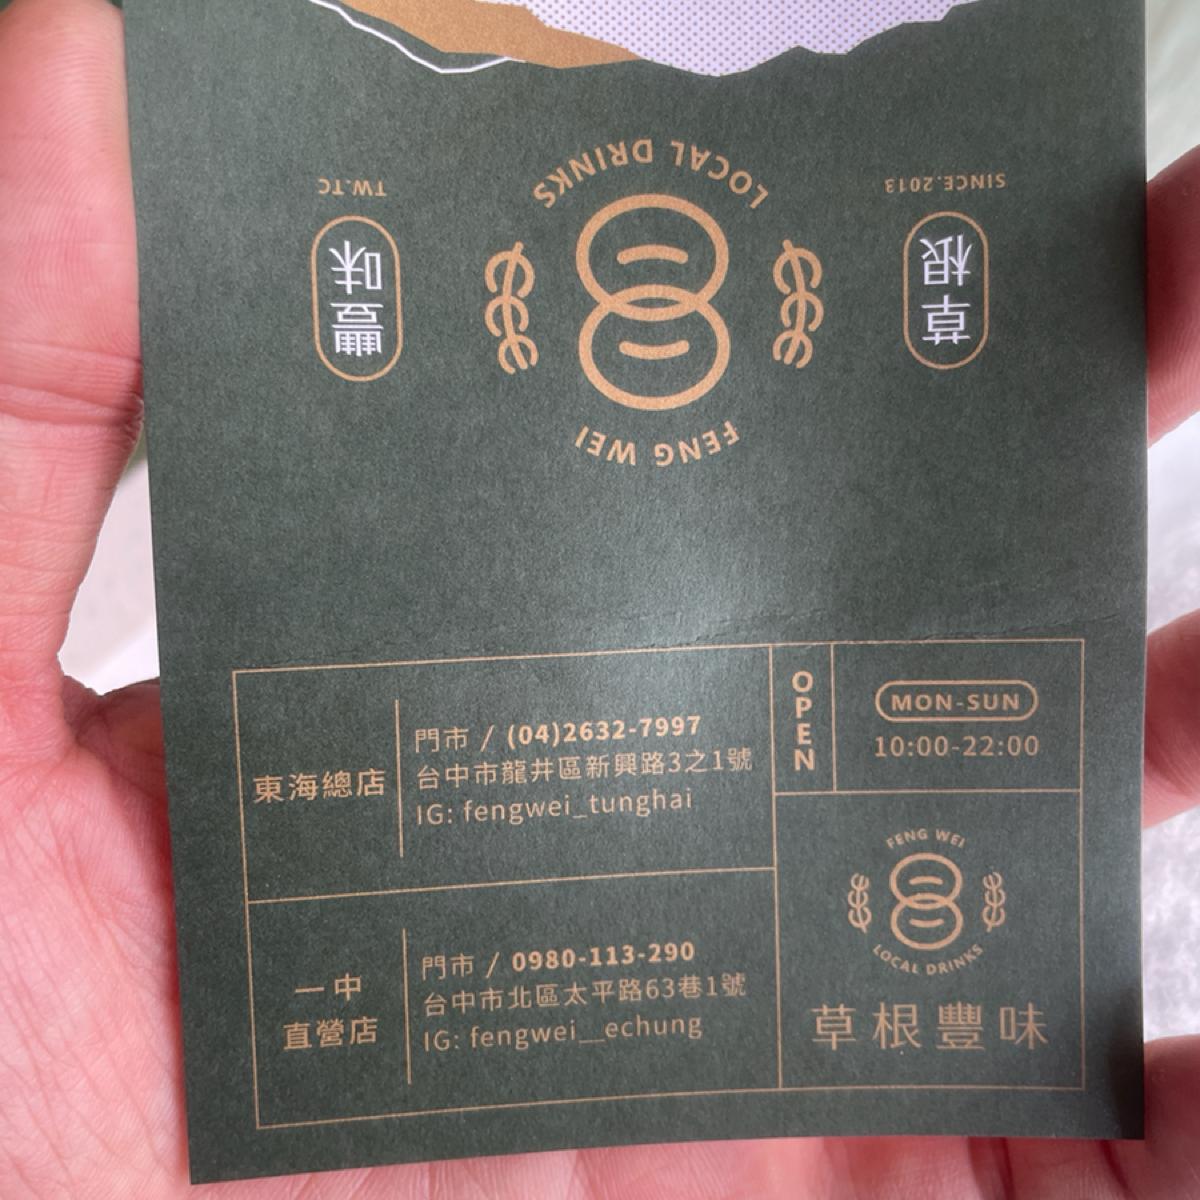 LOCAL DRINKS
FENG WEI
草根
SINCE.2013
豐味
TW.TC
東海總店
門市 / (04)2632-7997
台中市龍井區新興路3之1號
IG: fengwei_tunghai
一中
直營店
門市 / 0980-113-290
台中市北區太平路63巷1號
IG: fengwei__echung
OPEN
MON-SUN
10:00-22:00
FENG WEI
LOCAL DRINKS
草根豐味